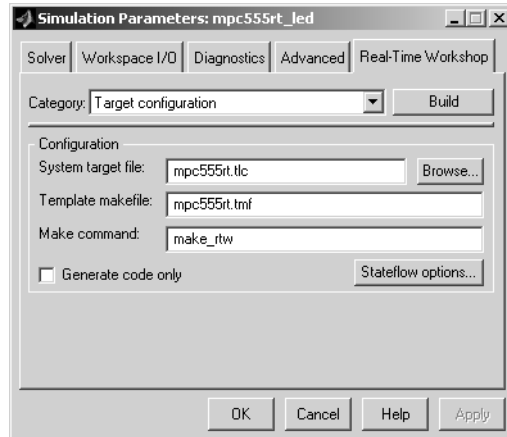 Simulation Parameters: mpc555rt_led
Solver Workspace I/O Diagnostics Advanced Real-Time Workshop
Category: Target configuration Build
Configuration
System target file: mpc555rt.tlc Browse...
Template makefile: mpc555rt.tmf
Make command: make_rtw
Generate code only Stateflow options...
OK Cancel Help Apply